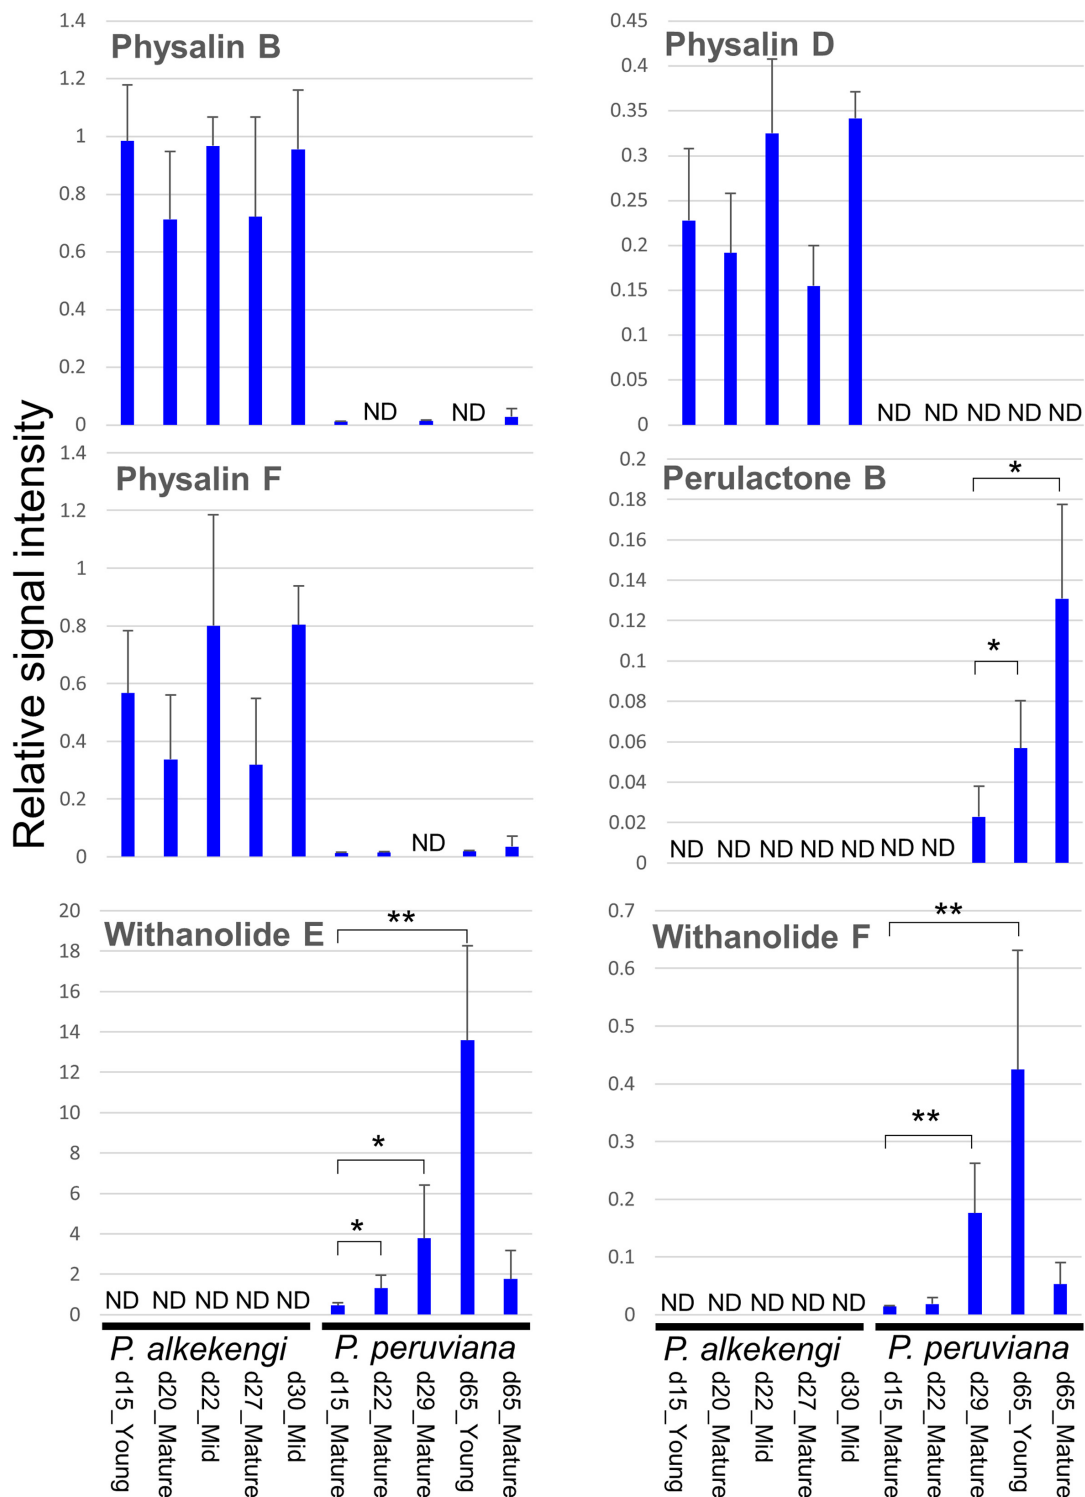 Relative signal intensity
Physalin B
1.4
1.2
1
0.8
0.6
0.4
0.2
0
ND
ND
Physalin D
0.45
0.4
0.35
0.3
0.25
0.2
0.15
0.1
0.05
0
ND ND ND ND ND
Physalin F
1.4
1.2
1
0.8
0.6
0.4
0.2
0
ND
Perulactone B
0.2
0.18
0.16
0.14
0.12
0.1
0.08
0.06
0.04
0.02
0
*
*
ND ND ND ND ND ND ND
Withanolide E
20
18
16
14
12
10
8
6
4
2
0
**
*
*
ND ND ND ND ND
Withanolide F
0.7
0.6
0.5
0.4
0.3
0.2
0.1
0
**
**
ND ND ND ND ND
P. alkekengi
P. peruviana
d15_Young
d20_Mature
d22_Mid
d27_Mature
d30_Mid
d15_Mature
d22_Mature
d29_Mature
d65_Young
d65_Mature
P. alkekengi
P. peruviana
d15_Young
d20_Mature
d22_Mid
d27_Mature
d30_Mid
d15_Mature
d22_Mature
d29_Mature
d65_Young
d65_Mature